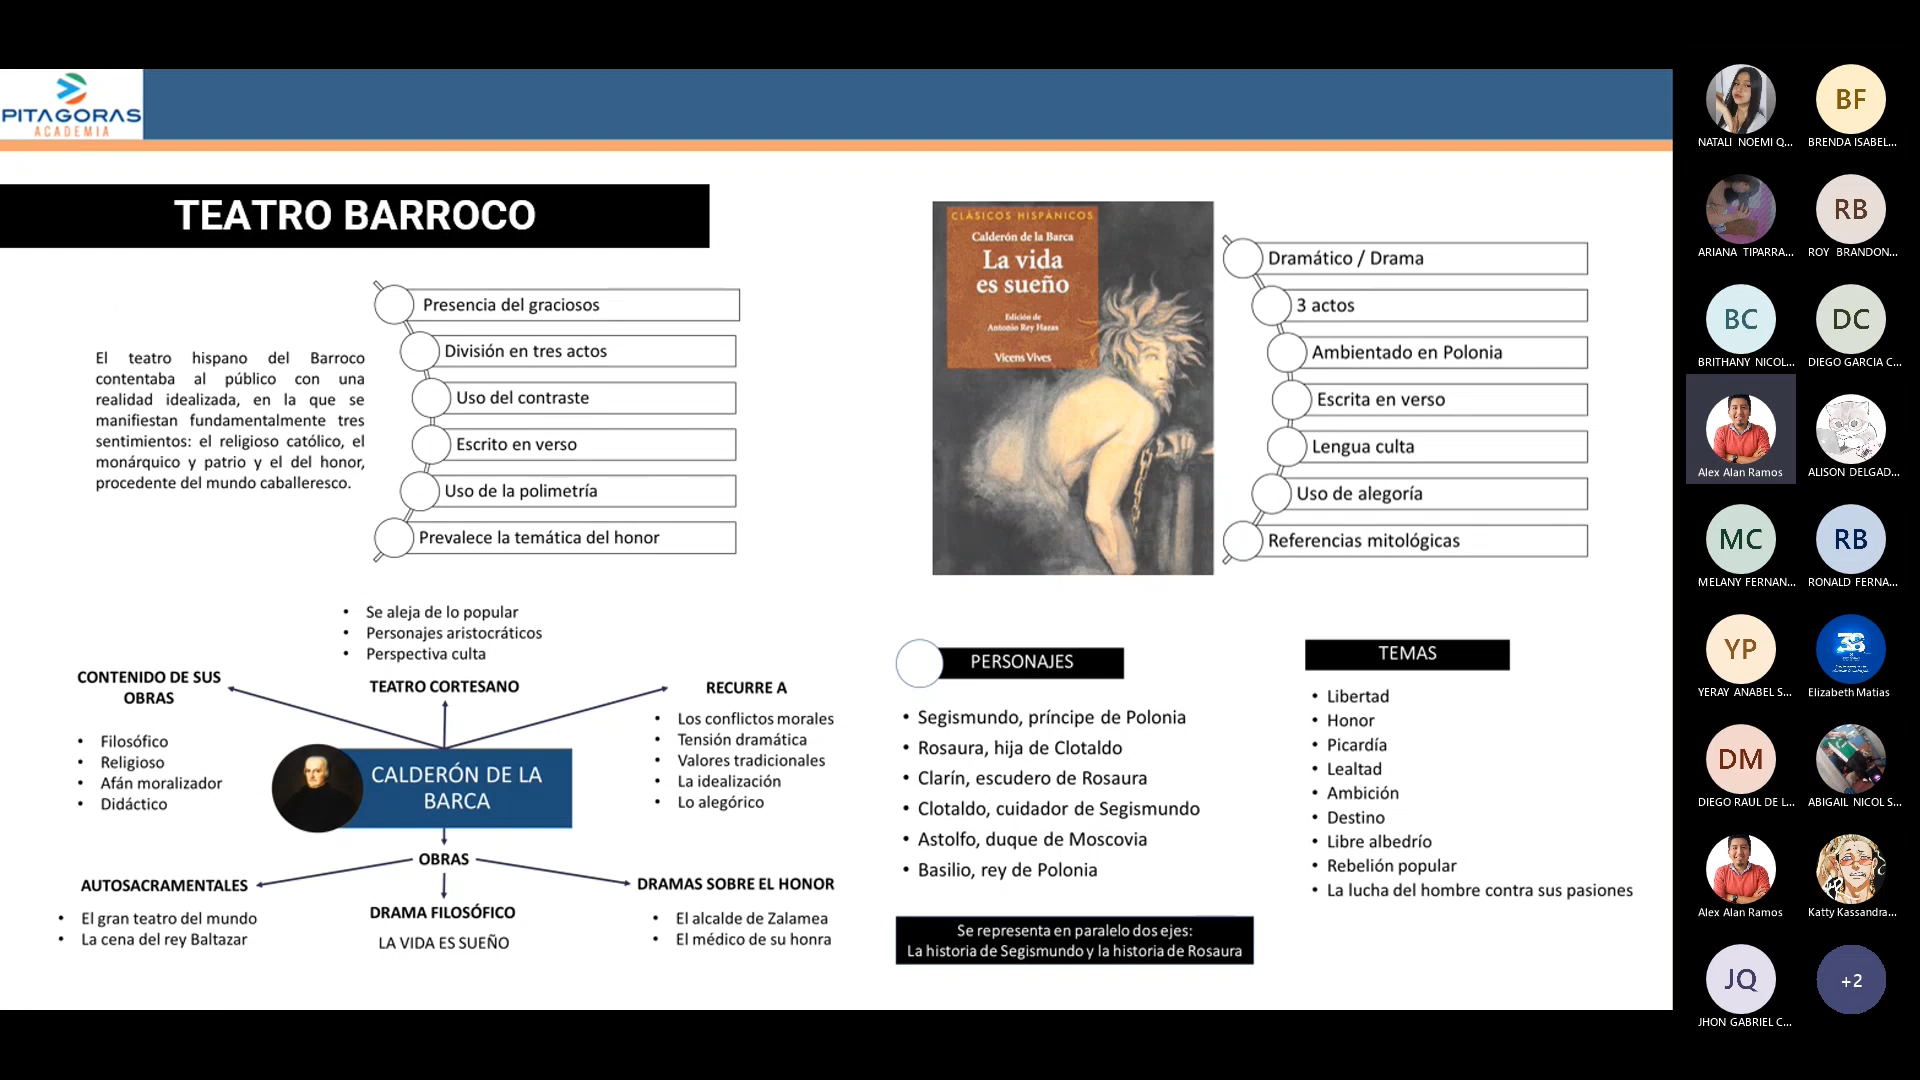 PITAGORAS
ACADEMIA
TEATRO BARROCO
El teatro hispano del Barroco
contentaba al público con una
realidad idealizada, en la que se
manifiestan fundamentalmente tres
sentimientos: el religioso católico, el
monárquico y patrio y el del honor,
procedente del mundo caballeresco.
Presencia del graciosos
División en tres actos
Uso del contraste
Escrito en verso
Uso de la polimetría
Prevalece la temática del honor
• Se aleja de lo popular
• Personajes aristocráticos
• Perspectiva culta
TEATRO CORTESANO
CONTENIDO DE SUS
OBRAS
• Filosófico
• Religioso
• Afán moralizador
• Didáctico
RECURRE A
• Los conflictos morales
• Tensión dramática
• Valores tradicionales
• La idealización
• Lo alegórico
CALDERÓN DE LA
BARCA
OBRAS
AUTOSACRAMENTALES
• El gran teatro del mundo
• La cena del rey Baltazar
DRAMA FILOSÓFICO
LA VIDA ES SUEÑO
DRAMAS SOBRE EL HONOR
• El alcalde de Zalamea
• El médico de su honra
CLÁSICOS HISPÁNICOS
Calderón de la Barca
La vida
es sueño
Edición de
Antonio Rey Hazas
Vicens Vives
Dramático / Drama
3 actos
Ambientado en Polonia
Escrita en verso
Lengua culta
Uso de alegoría
Referencias mitológicas
PERSONAJES
• Segismundo, príncipe de Polonia
• Rosaura, hija de Clotaldo
• Clarín, escudero de Rosaura
• Clotaldo, cuidador de Segismundo
• Astolfo, duque de Moscovia
• Basilio, rey de Polonia
Se representa en paralelo dos ejes:
La historia de Segismundo y la historia de Rosaura
TEMAS
• Libertad
• Honor
• Picardía
• Lealtad
• Ambición
• Destino
• Libre albedrío
• Rebelión popular
• La lucha del hombre contra sus pasiones
NATALI NOEMI Q...
BF
BRENDA ISABEL...
ARIANA TIPARRA...
RB
ROY BRANDON...
BC
BRITHANY NICOL...
DC
DIEGO GARCIA C...
Alex Alan Ramos
ALISON DELGAD...
MC
MELANY FERNAN...
RB
RONALD FERNA...
YP
YERAY ANABEL S...
38
Elizabeth Matias
DM
DIEGO RAUL DE L...
ABIGAIL NICOL S...
Alex Alan Ramos
Katty Kassandra...
JQ
JHON GABRIEL C...
+2